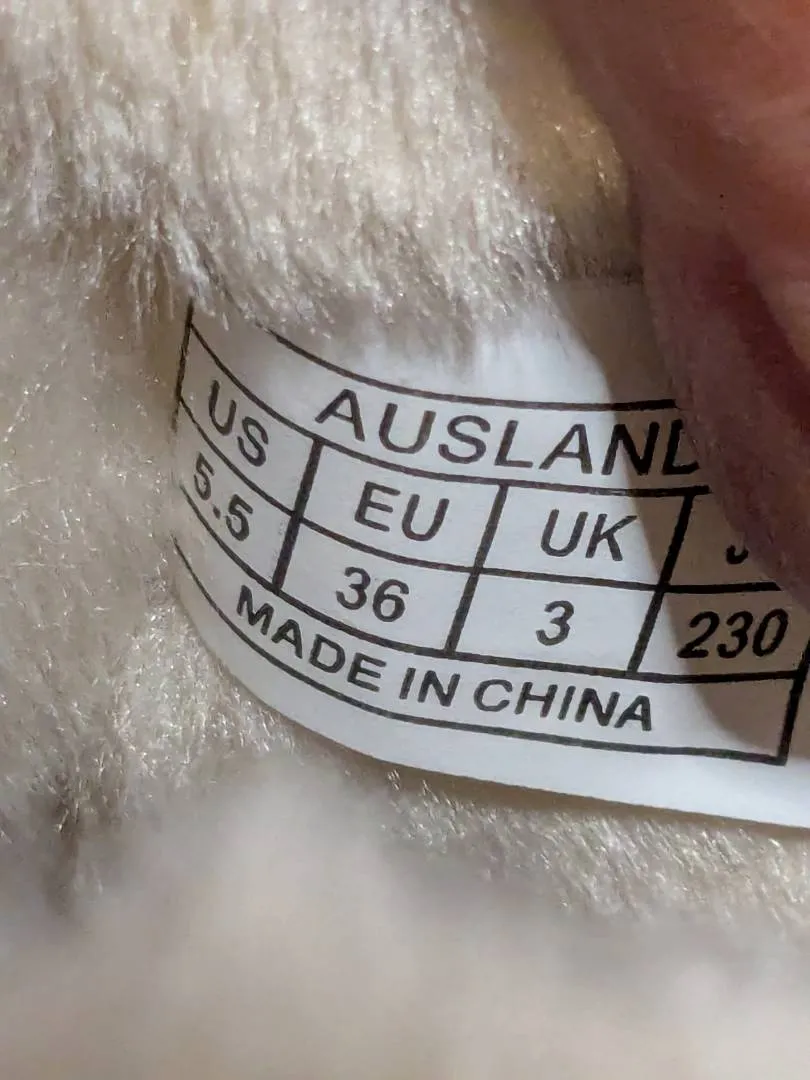 AUSLAND
US EU UK J
5.5 36 3 230
MADE IN CHINA